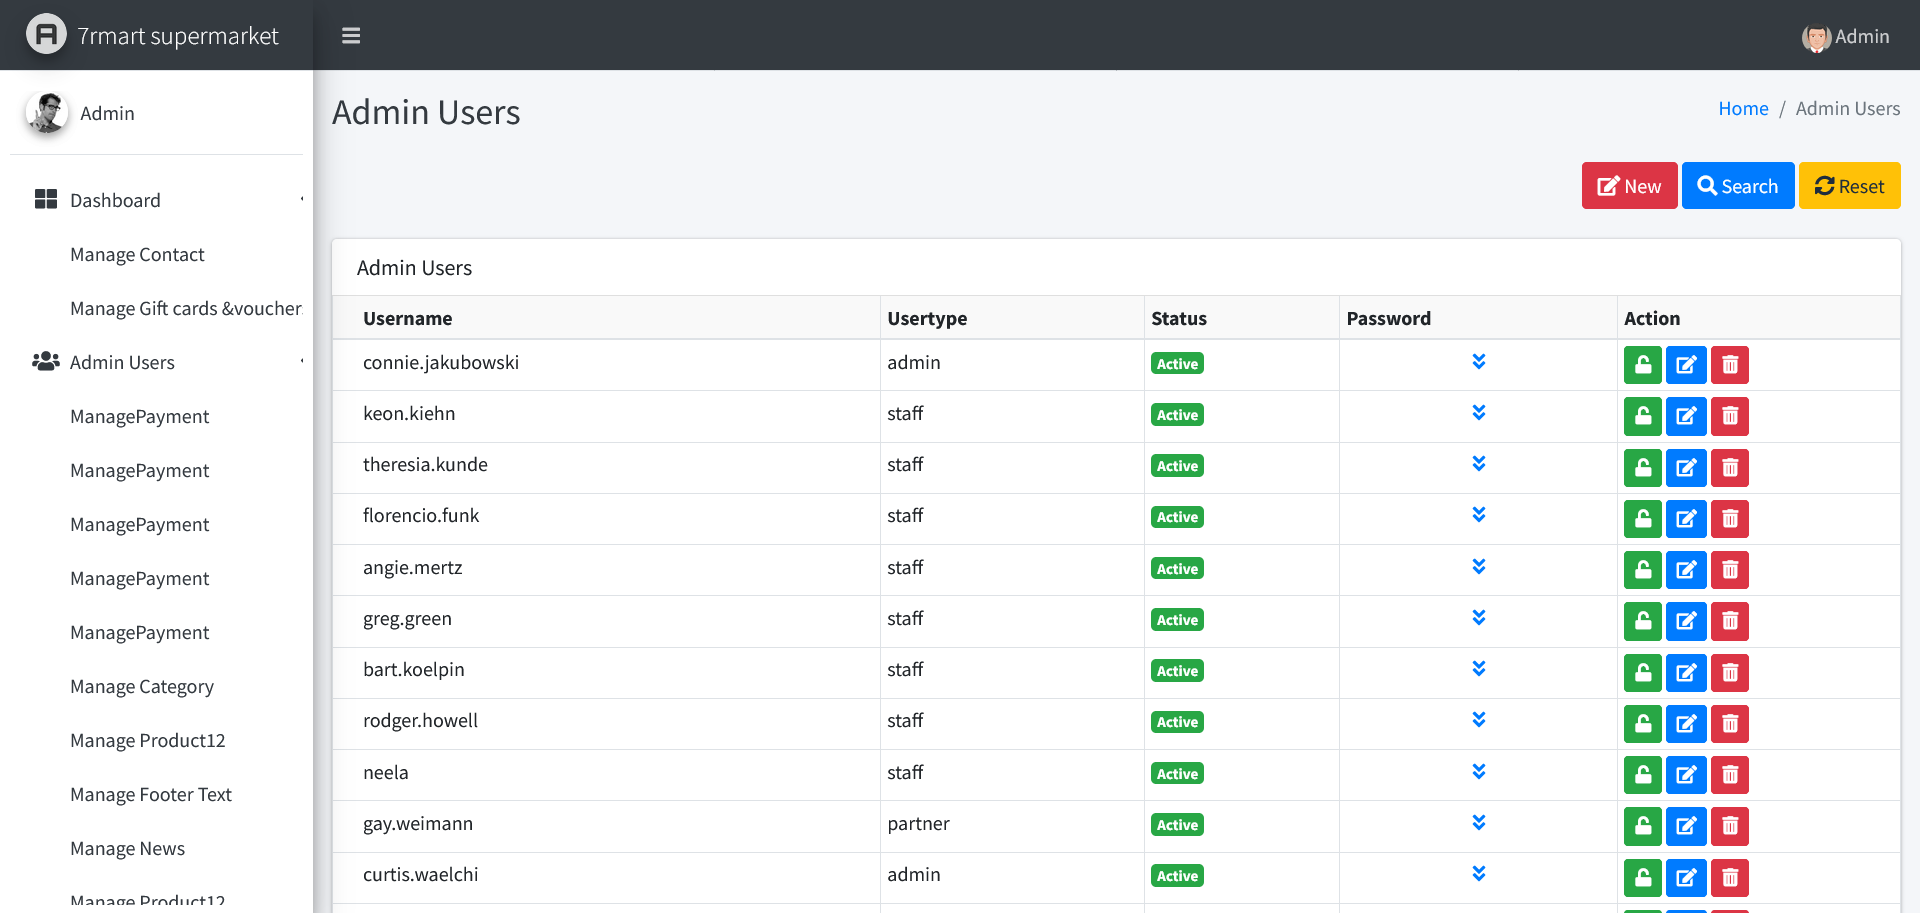 7rmart supermarket
Admin
Admin
Dashboard
Manage Contact
Manage Gift cards &voucher
Admin Users
ManagePayment
ManagePayment
ManagePayment
ManagePayment
ManagePayment
Manage Category
Manage Product12
Manage Footer Text
Manage News
Manage Product12
Admin Users
Home / Admin Users
New Search Reset
Admin Users
Username Usertype Status Password Action
connie.jakubowski admin Active
keon.kiehn staff Active
theresia.kunde staff Active
florencio.funk staff Active
angie.mertz staff Active
greg.green staff Active
bart.koelpin staff Active
rodger.howell staff Active
neela staff Active
gay.weimann partner Active
curtis.waelchi admin Active